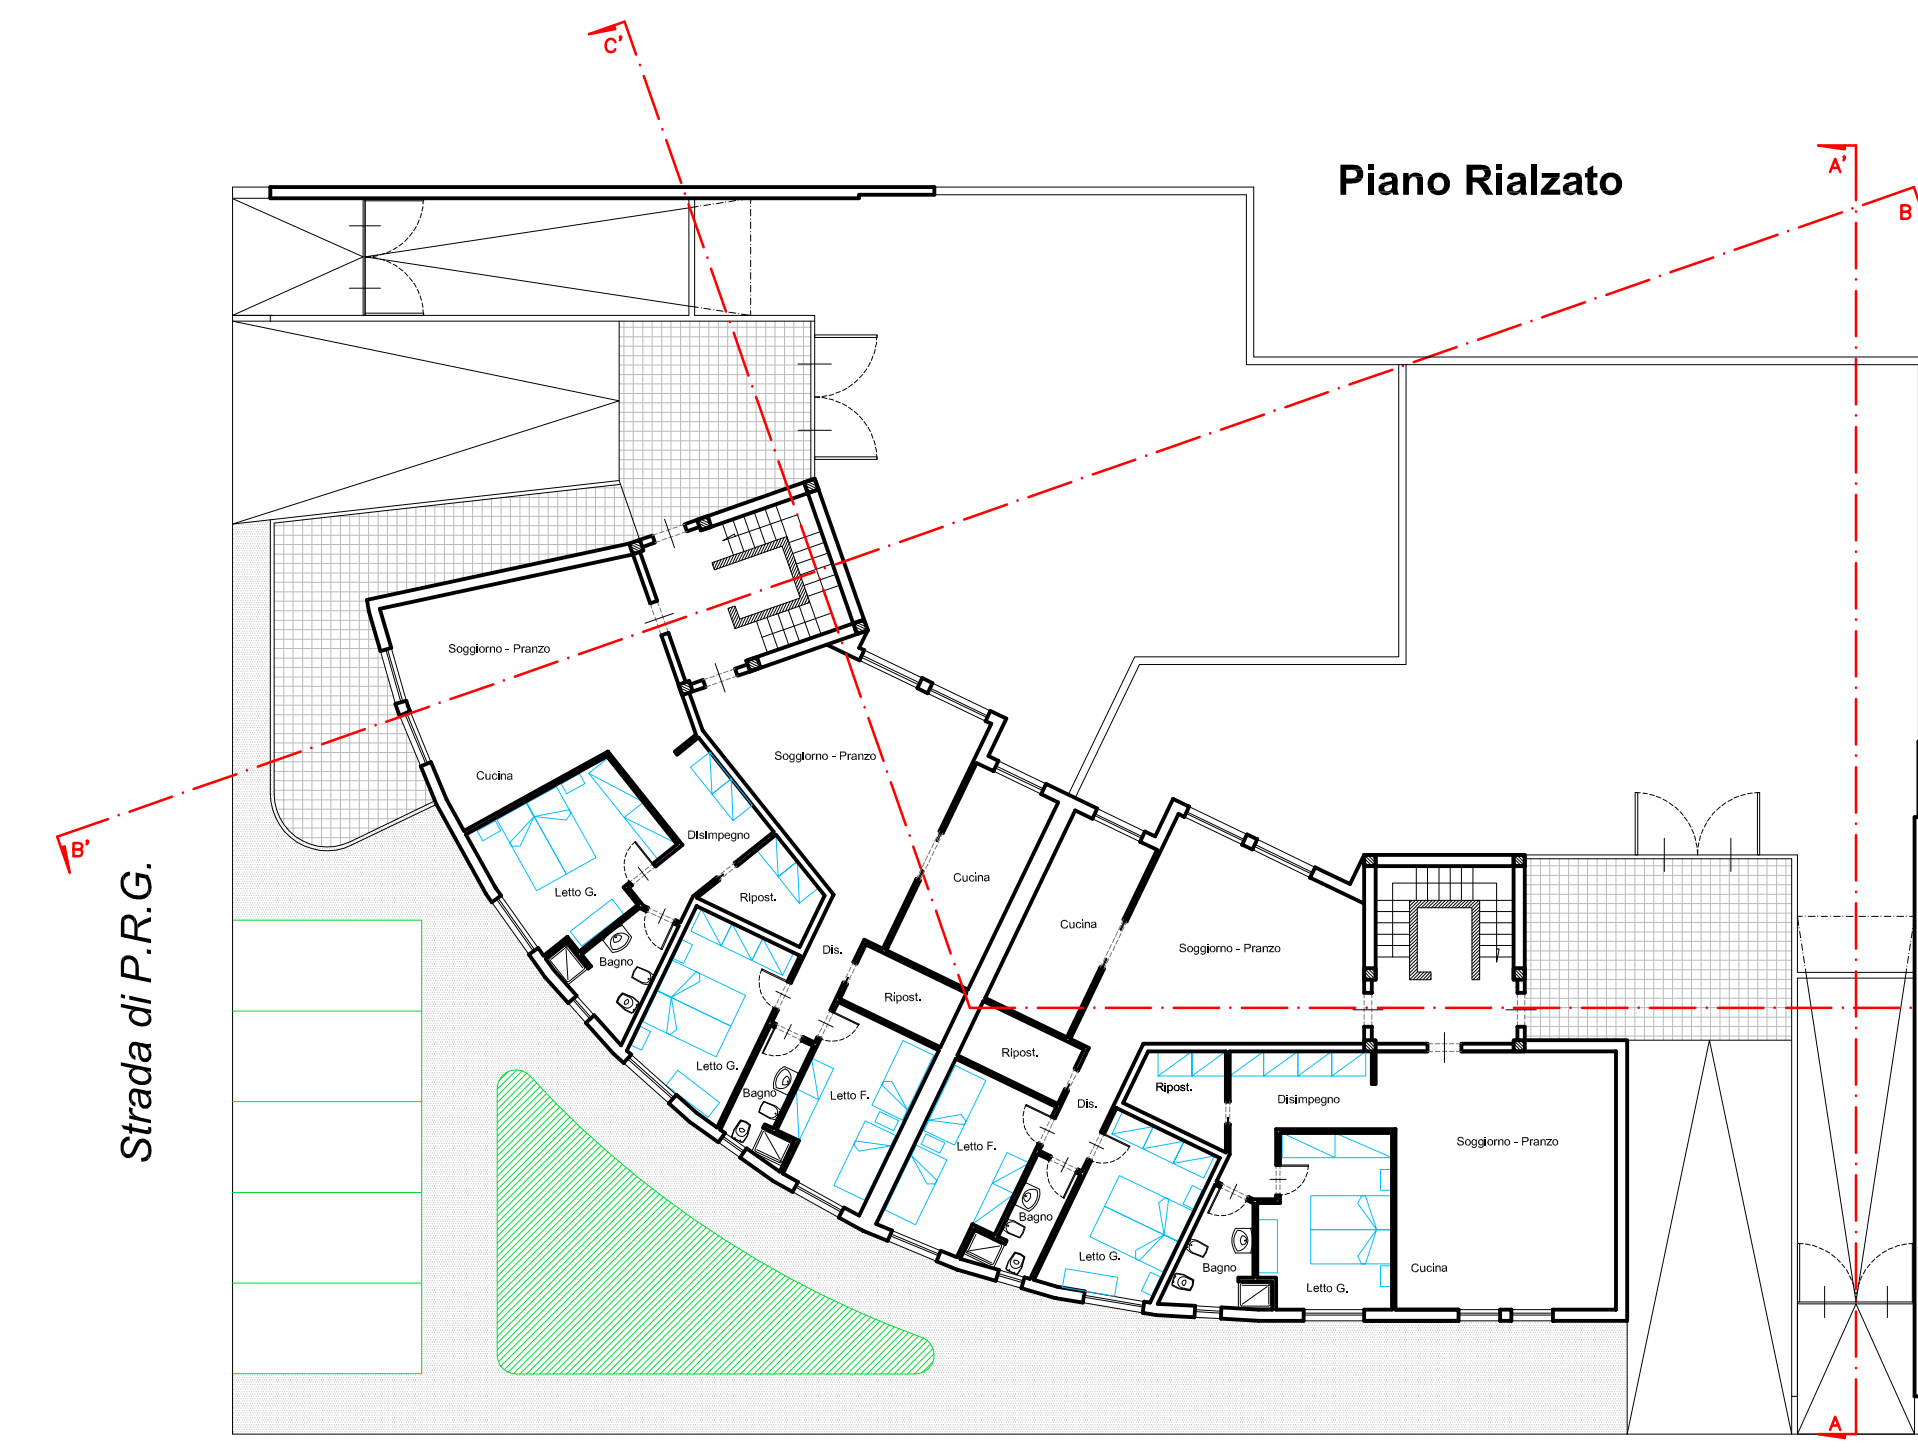 C'
Piano Rialzato
A'
B
Soggiorno - Pranzo
Soggiorno - Pranzo
Cucina
B'
Disimpegno
Letto G.
Ripost.
Cucina
Cucina
Bagno
Dis.
Soggiorno - Pranzo
Ripost.
Strada di P.R.G.
Letto G.
Bagno
Letto F.
Ripost.
Ripost.
Dis.
Disimpegno
Letto F.
Soggiorno - Pranzo
Bagno
Letto G.
Bagno
Letto G.
Cucina
A